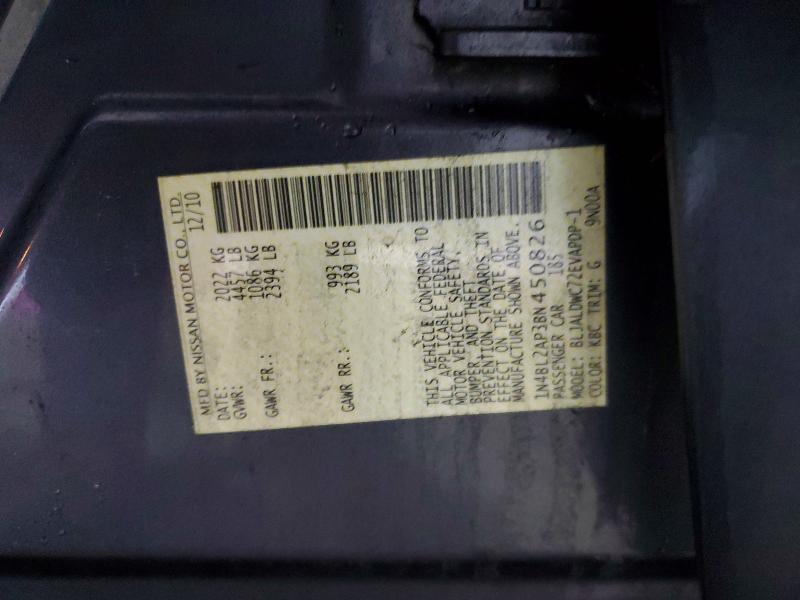 MFD BY NISSAN MOTOR CO., LTD.
DATE: 12/10
GVWR: 2022 KG
4457 LB
GAWR FR.: 1086 KG
2394 LB
GAWR RR.: 993 KG
2189 LB
THIS VEHICLE CONFORMS TO
ALL APPLICABLE FEDERAL
MOTOR VEHICLE SAFETY,
BUMPER, AND THEFT
PREVENTION STANDARDS IN
EFFECT ON THE DATE OF
MANUFACTURE SHOWN ABOVE.
1N4BL2AP3BN450826
PASSENGER CAR 185
MODEL: BLJALDWC72EVAPDP-1
COLOR: KBC TRIM: G 9N00A